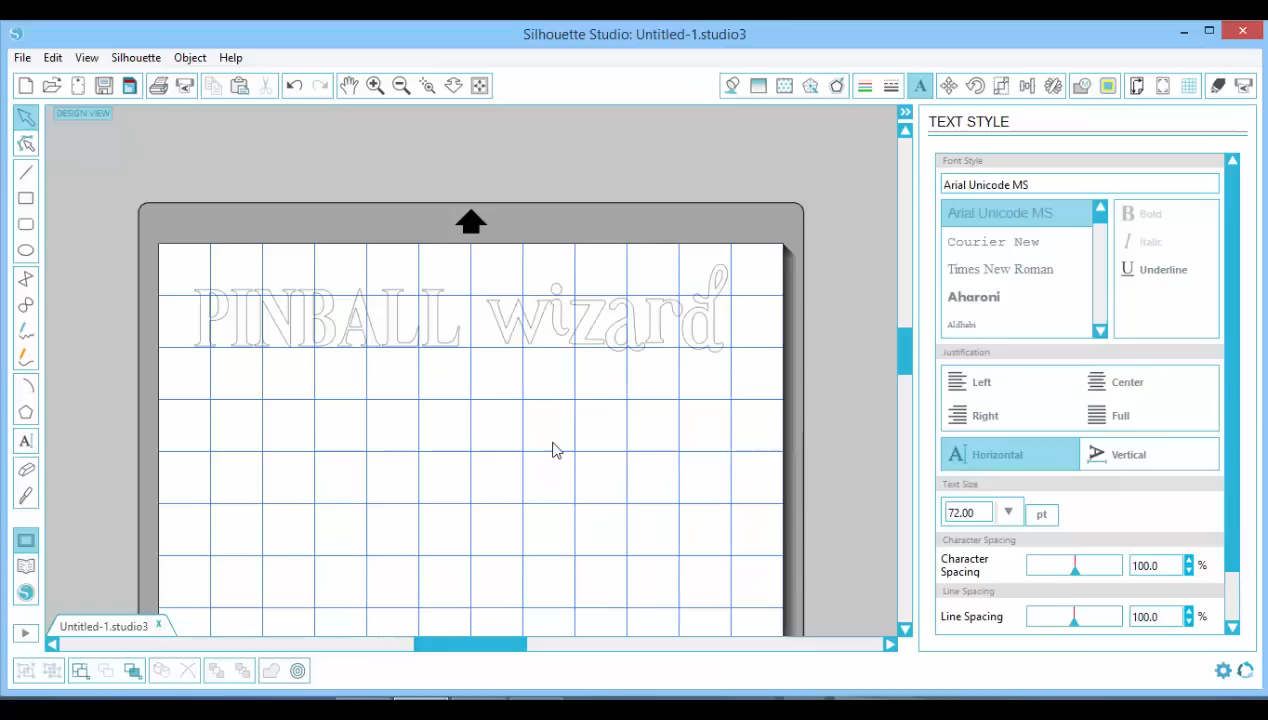 Silhouette Studio: Untitled-1.studio3
File Edit View Silhouette Object Help
DESIGN VIEW
PINBALL wizard
Untitled-1.studio3 x
TEXT STYLE
Font Style
Arial Unicode MS
Arial Unicode MS
Courier New
Times New Roman
Aharoni
Aldhabi
B Bold
I Italic
U Underline
Justification
Left Center
Right Full
Horizontal Vertical
Text Size
72.00 pt
Character Spacing
Character Spacing 100.0 %
Line Spacing
Line Spacing 100.0 %